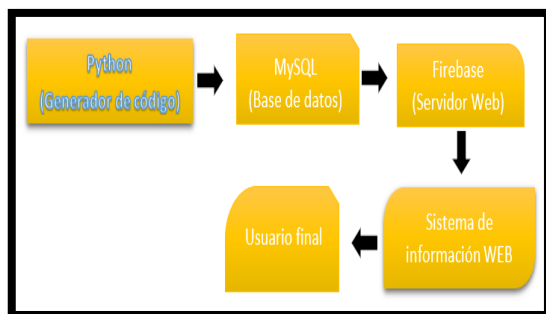 Python
(Generador de código)
MySQL
(Base de datos)
Firebase
(Servidor Web)
Sistema de
información WEB
Usuario final